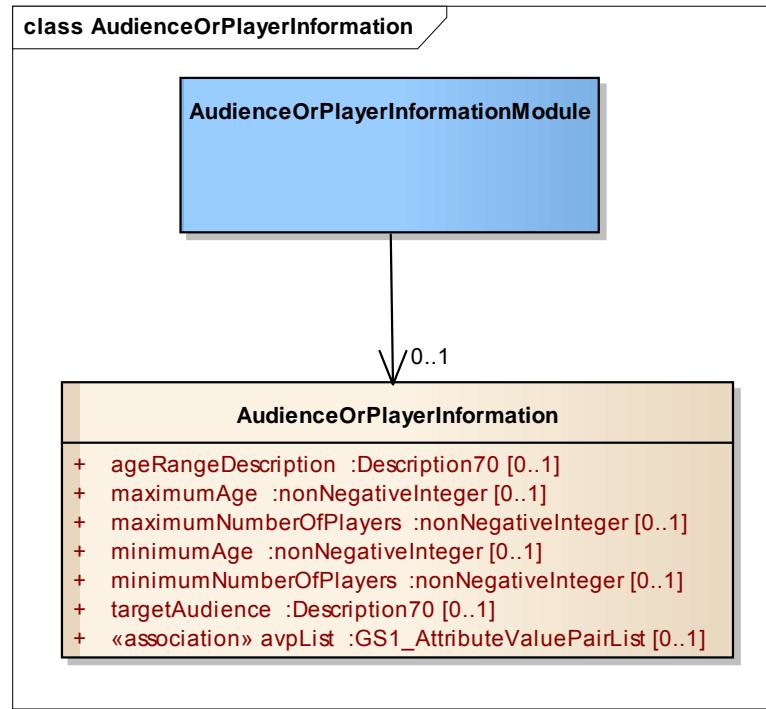 class AudienceOrPlayerInformation
AudienceOrPlayerInformationModule
0..1
AudienceOrPlayerInformation
+ ageRangeDescription :Description70 [0..1]
+ maximumAge :nonNegativeInteger [0..1]
+ maximumNumberOfPlayers :nonNegativeInteger [0..1]
+ minimumAge :nonNegativeInteger [0..1]
+ minimumNumberOfPlayers :nonNegativeInteger [0..1]
+ targetAudience :Description70 [0..1]
+ «association» avpList :GS1_AttributeValuePairList [0..1]